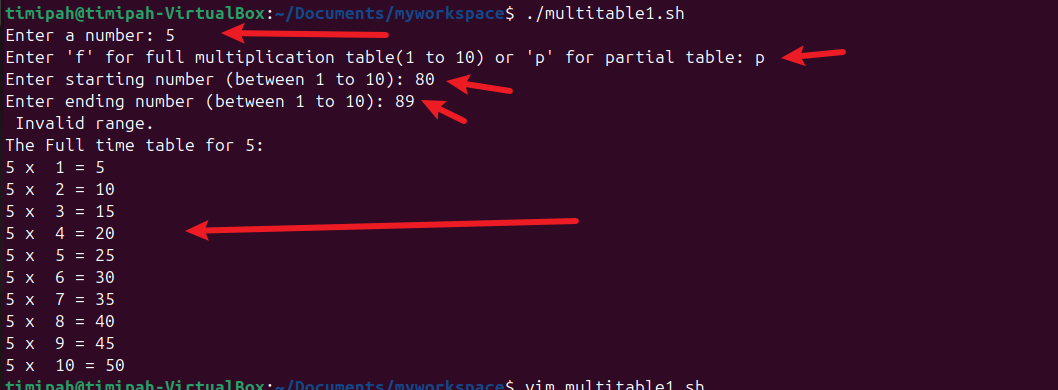 timipah@timipah-VirtualBox:~/Documents/myworkspace$ ./multitable1.sh
Enter a number: 5
Enter 'f' for full multiplication table(1 to 10) or 'p' for partial table: p
Enter starting number (between 1 to 10): 80
Enter ending number (between 1 to 10): 89
 Invalid range.
The Full time table for 5:
5 x  1 = 5
5 x  2 = 10
5 x  3 = 15
5 x  4 = 20
5 x  5 = 25
5 x  6 = 30
5 x  7 = 35
5 x  8 = 40
5 x  9 = 45
5 x  10 = 50
timipah@timipah-VirtualBox:~/Documents/myworkspace$ vim multitable1.sh